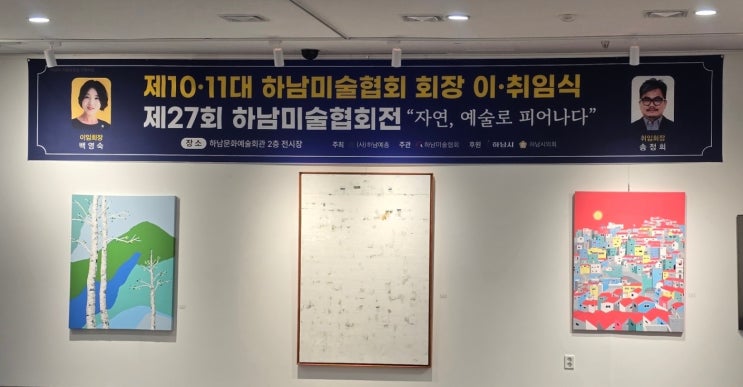 제10·11대 하남미술협회 회장 이·취임식
제27회 하남미술협회전 “자연, 예술로 피어나다”
이임회장
백영숙
취임회장
송정희
장소 하남문화예술회관 2층 전시장 주최 (사)하남예총 주관 하남미술협회 후원 하남시 하남시의회